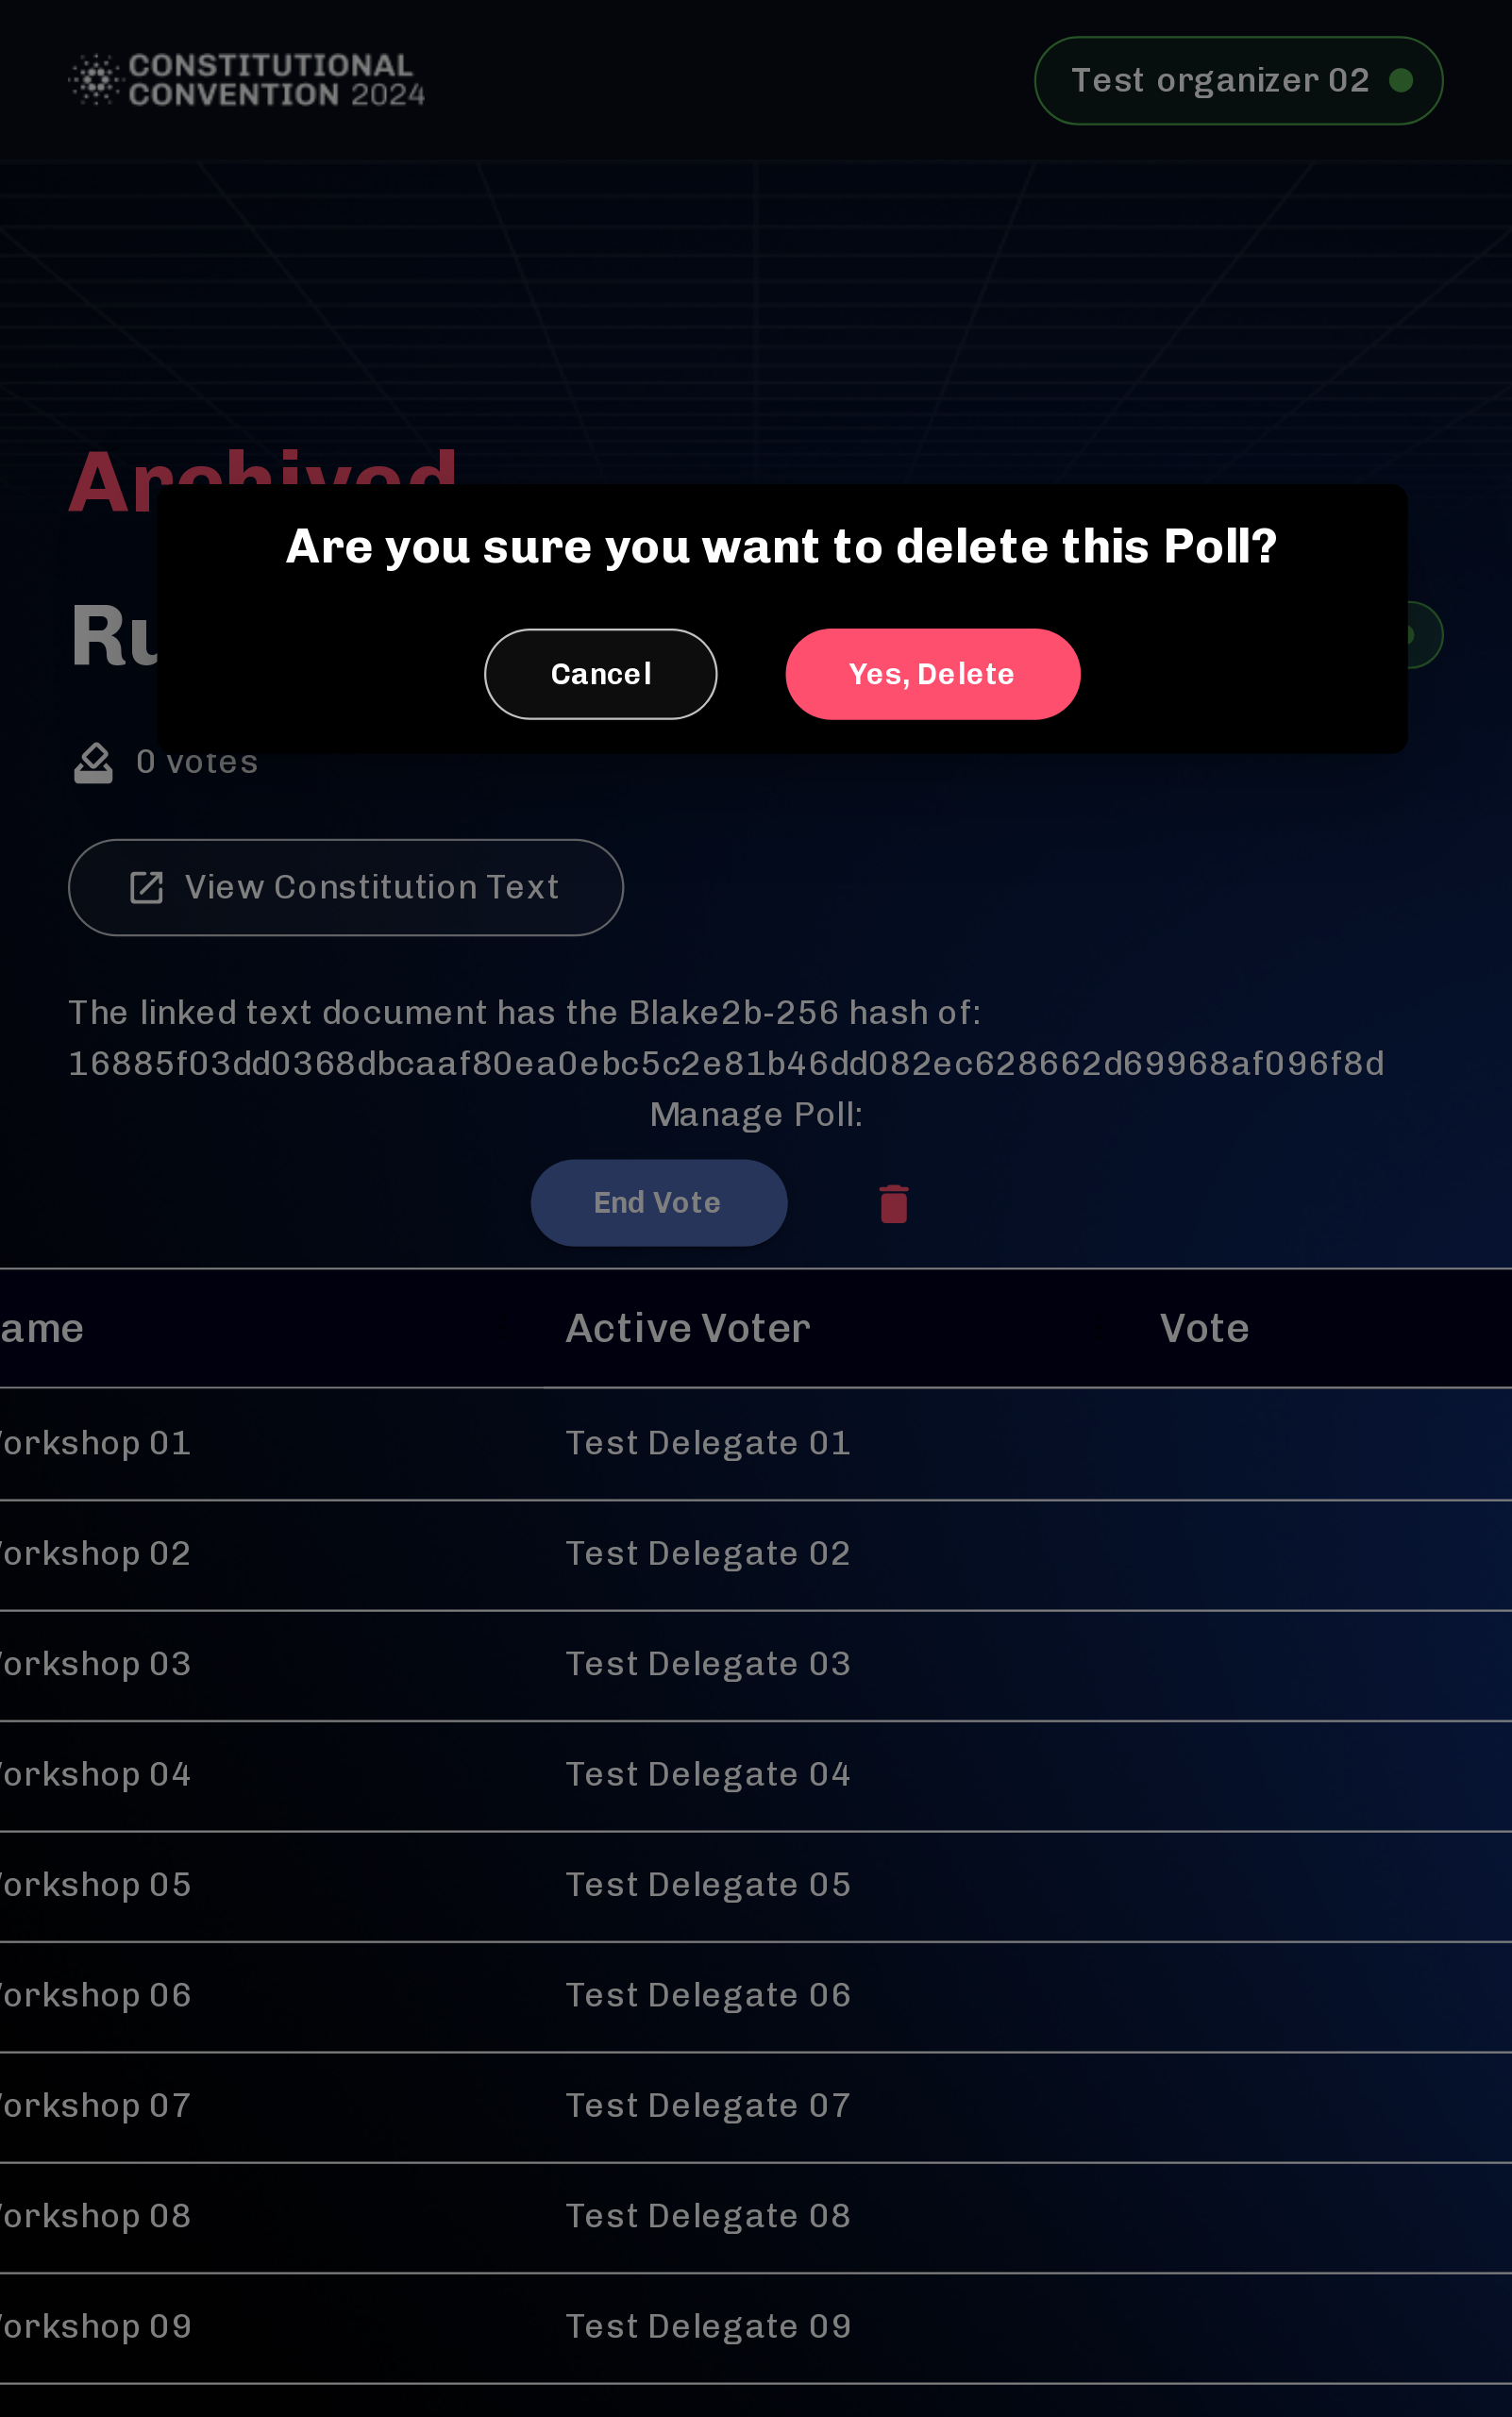 CONSTITUTIONAL
CONVENTION 2024
Test organizer 02
Archived
Are you sure you want to delete this Poll?
Cancel
Yes, Delete
0 votes
View Constitution Text
The linked text document has the Blake2b-256 hash of:
16885f03dd0368dbcaaf80ea0ebc5c2e81b46dd082ec628662d69968af096f8d
Manage Poll:
End Vote
ame Active Voter Vote
orkshop 01 Test Delegate 01
orkshop 02 Test Delegate 02
orkshop 03 Test Delegate 03
orkshop 04 Test Delegate 04
orkshop 05 Test Delegate 05
orkshop 06 Test Delegate 06
orkshop 07 Test Delegate 07
orkshop 08 Test Delegate 08
orkshop 09 Test Delegate 09